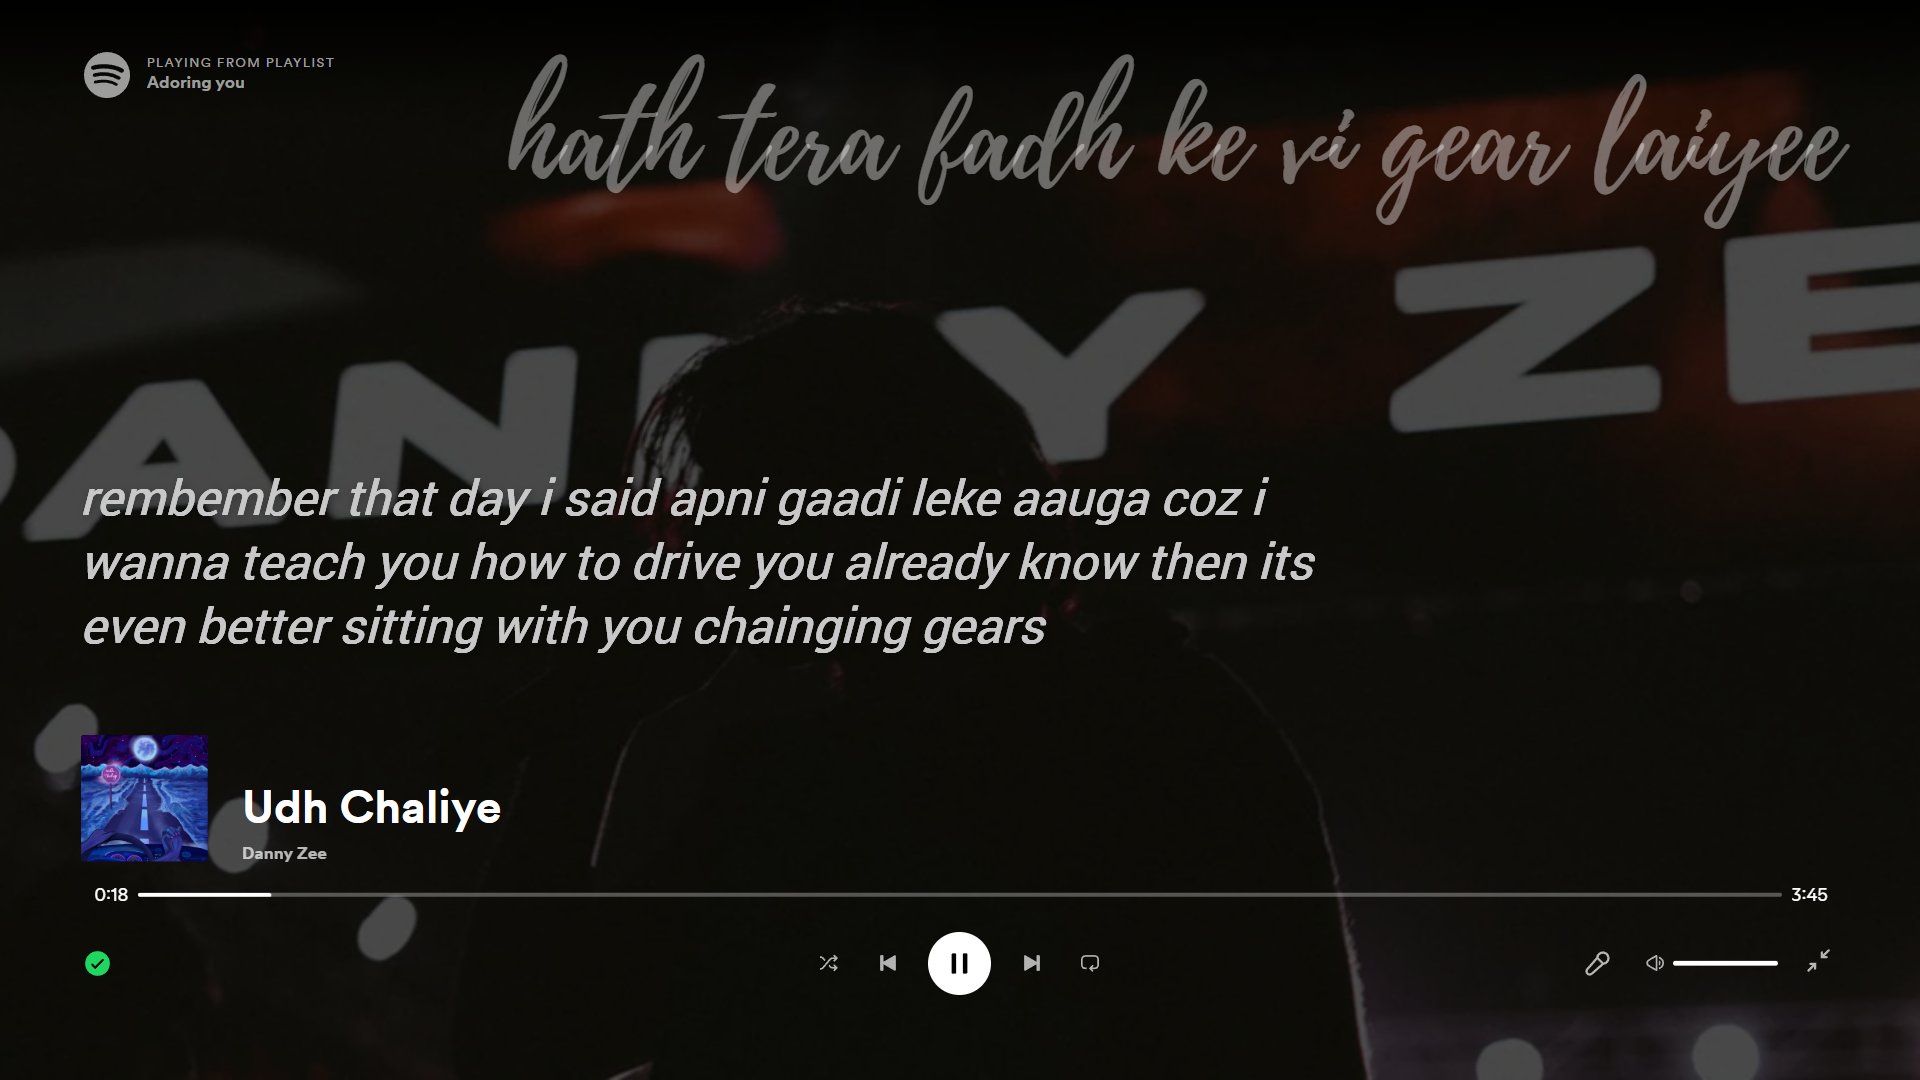 PLAYING FROM PLAYLIST
Adoring you
hath tera fadh ke vi gear laiyee
DANNY ZE
rembember that day i said apni gaadi leke aauga coz i
wanna teach you how to drive you already know then its
even better sitting with you chainging gears
Udh Chaliye
Danny Zee
0:18
3:45